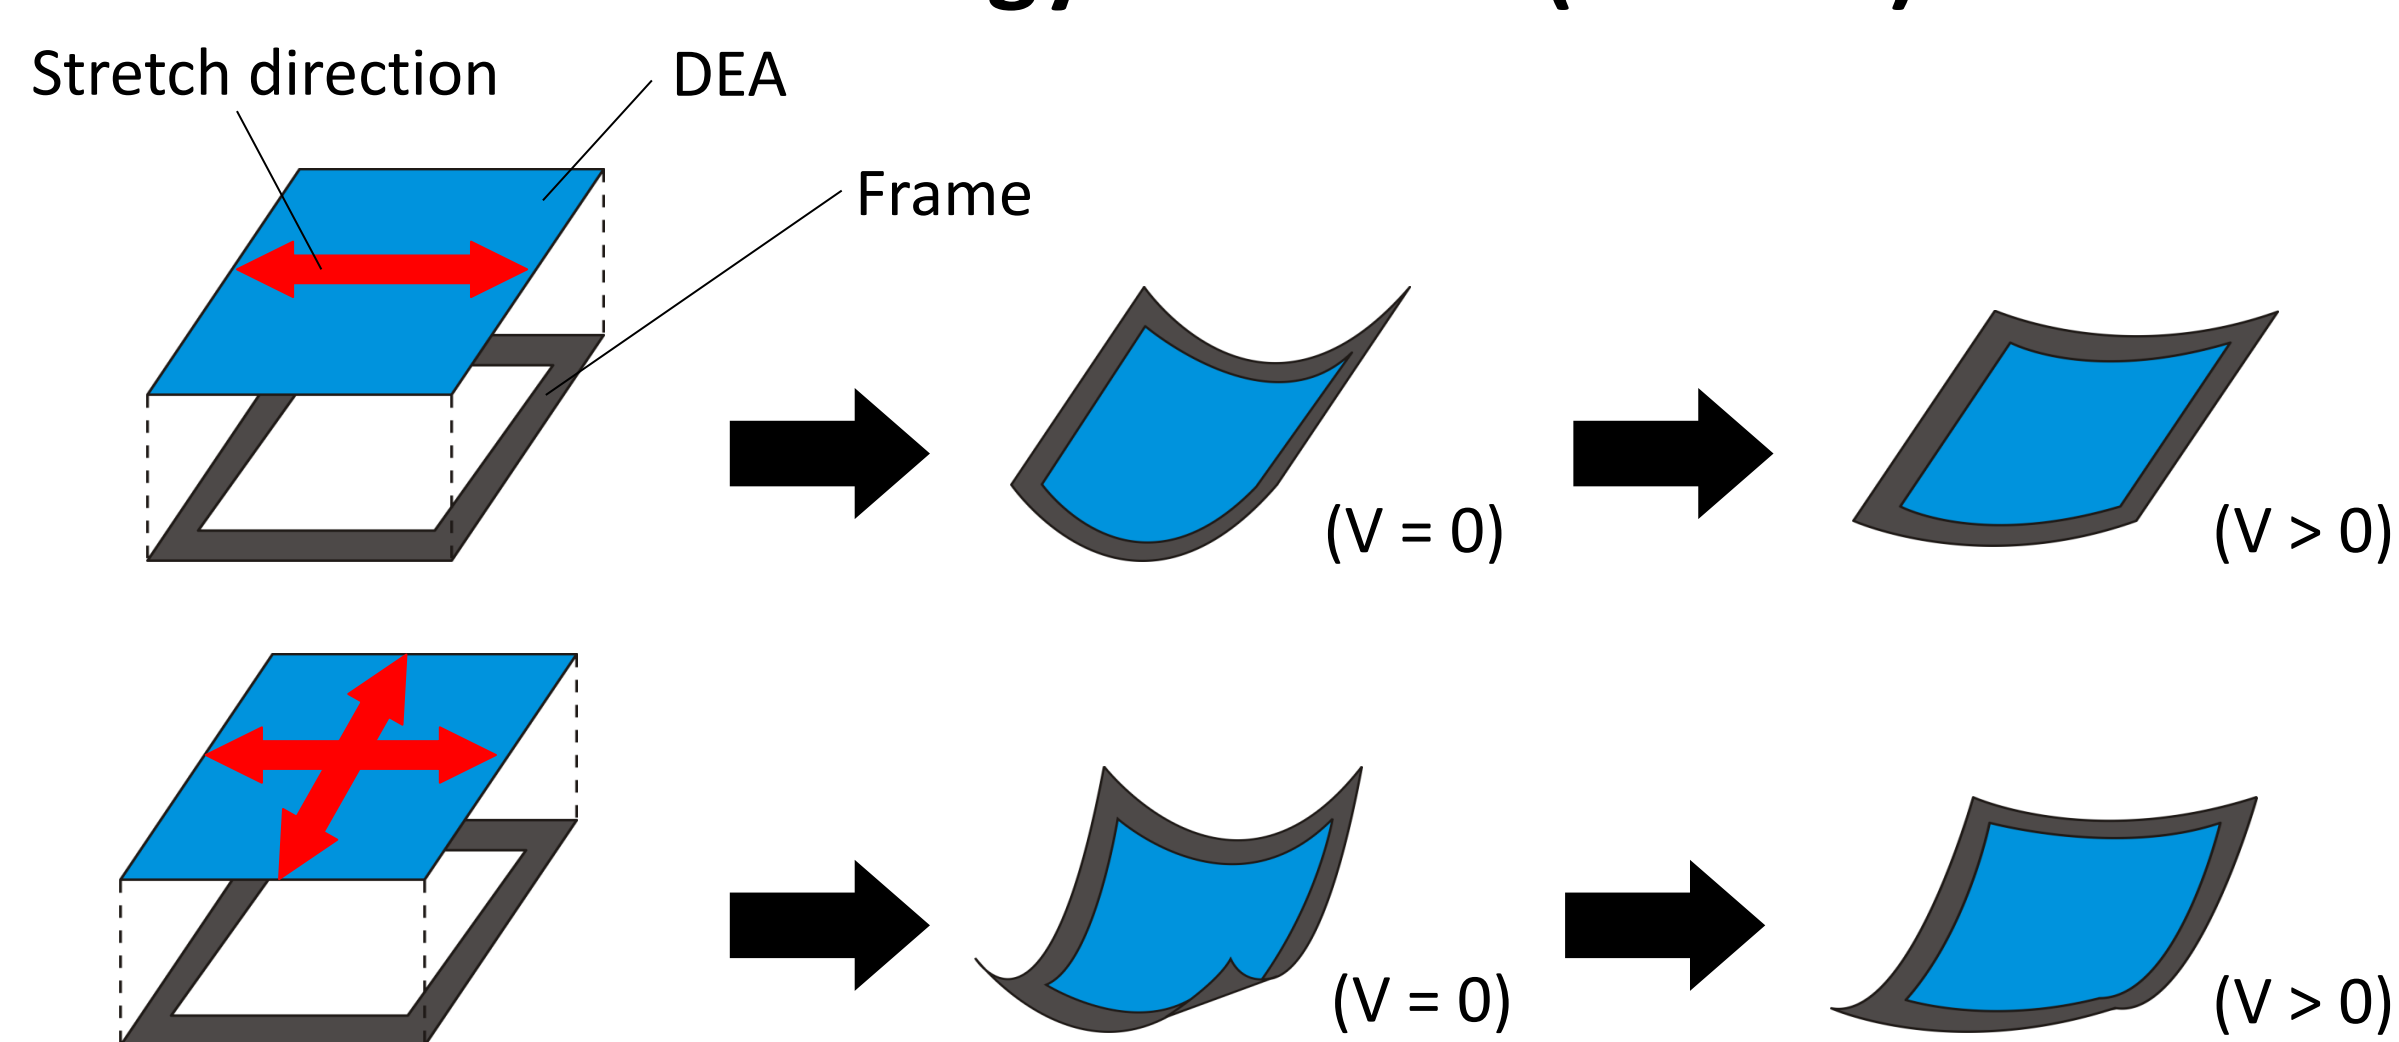 Stretch direction
DEA
Frame
(V = 0)
(V > 0)
(V = 0)
(V > 0)